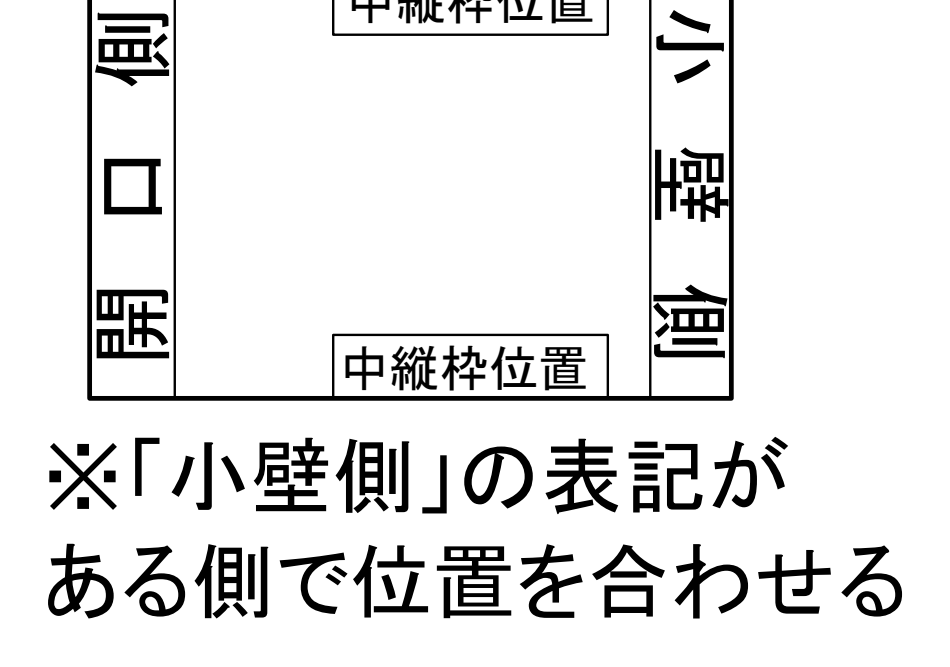 中縦枠位置
開口側
小壁側
中縦枠位置
※「小壁側」の表記が
ある側で位置を合わせる